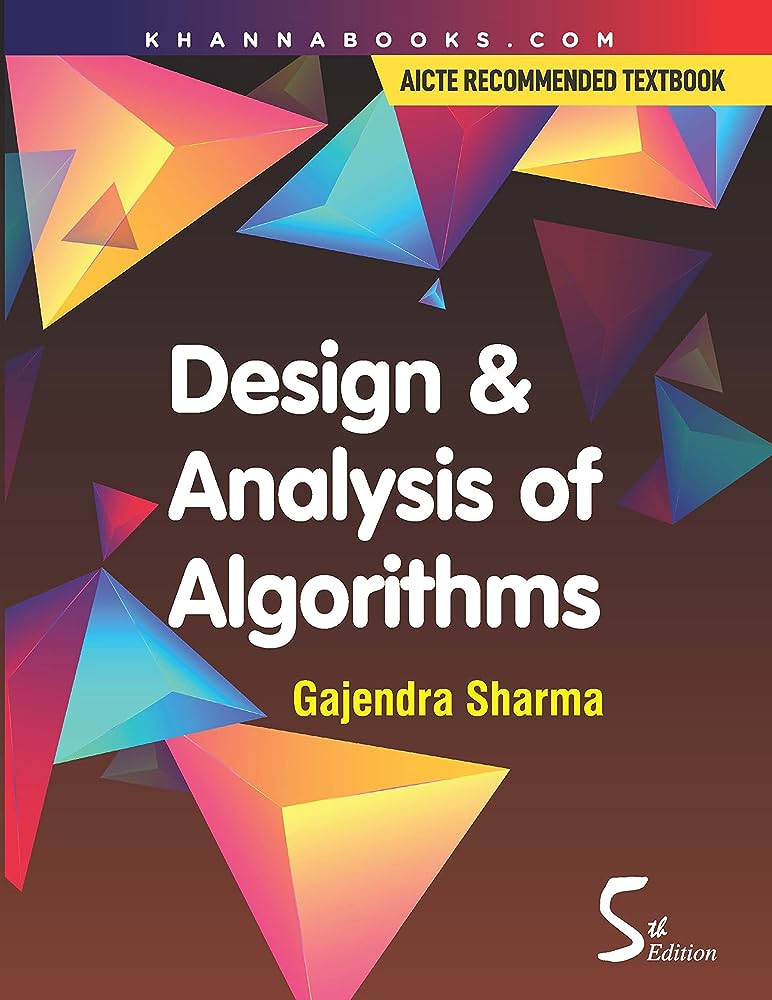 KHANNABOOKS.COM
AICTE RECOMMENDED TEXTBOOK
Design &
Analysis of
Algorithms
Gajendra Sharma
5th
Edition